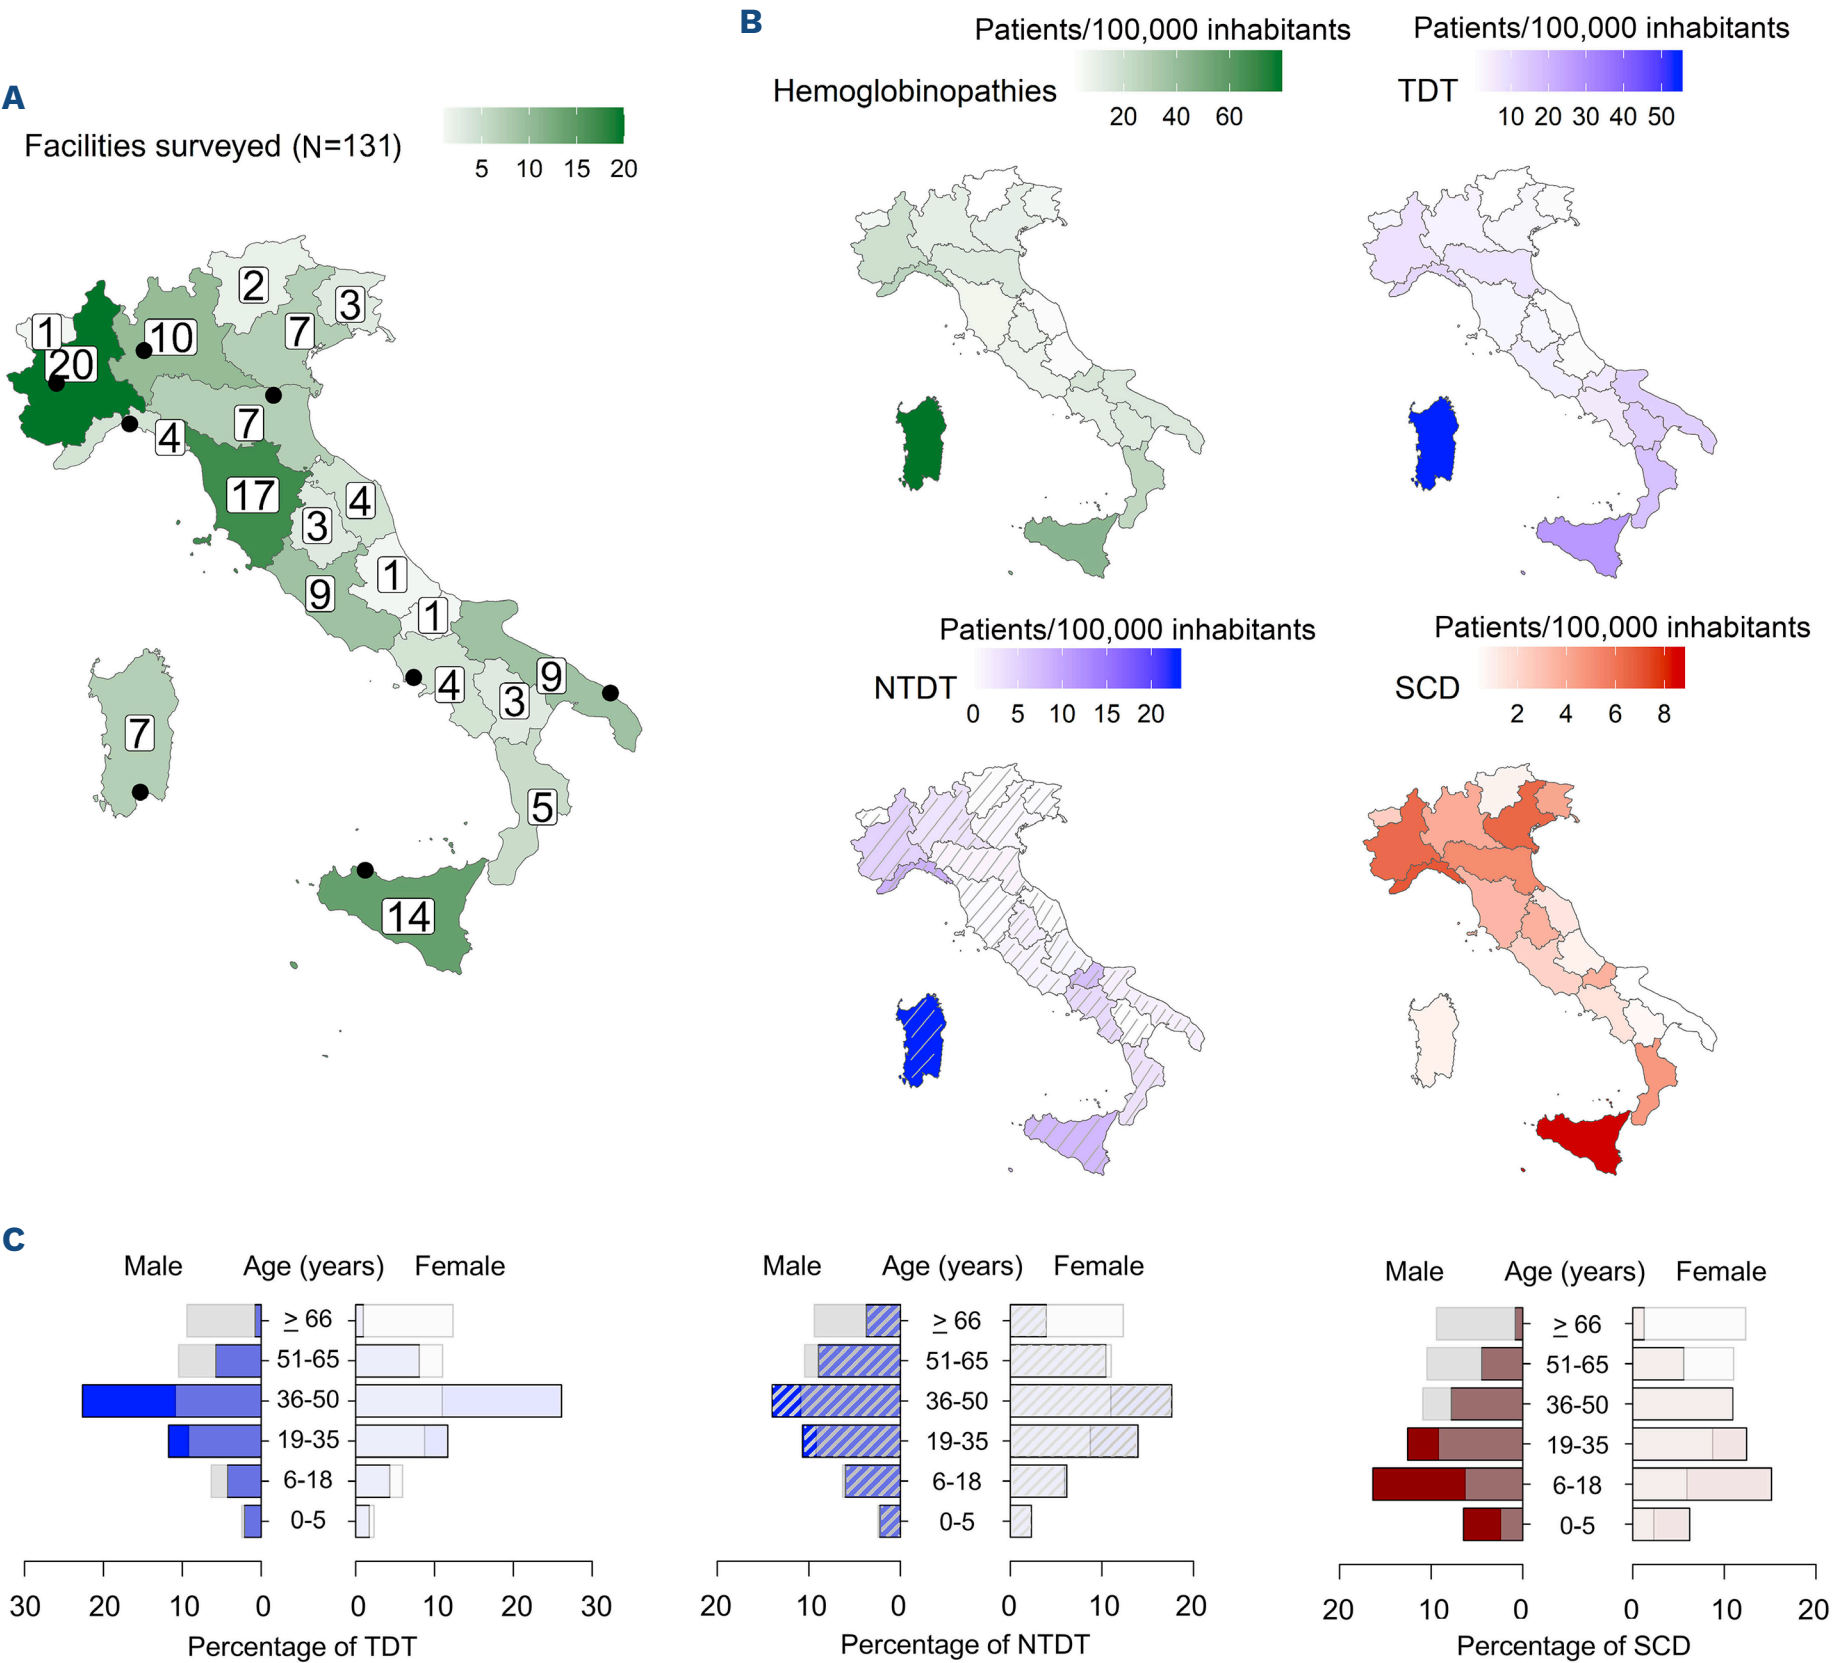 A
Facilities surveyed (N=131)
5 10 15 20
2
3
1
10
7
20
7
4
17
4
3
1
9
1
9
4
3
7
5
14
B
Patients/100,000 inhabitants
Hemoglobinopathies
20 40 60
Patients/100,000 inhabitants
TDT
10 20 30 40 50
Patients/100,000 inhabitants
NTDT
0 5 10 15 20
Patients/100,000 inhabitants
SCD
2 4 6 8
C
Male Age (years) Female
≥ 66
51-65
36-50
19-35
6-18
0-5
30 20 10 0 0 10 20 30
Percentage of TDT
Male Age (years) Female
≥ 66
51-65
36-50
19-35
6-18
0-5
20 10 0 0 10 20
Percentage of NTDT
Male Age (years) Female
≥ 66
51-65
36-50
19-35
6-18
0-5
20 10 0 0 10 20
Percentage of SCD